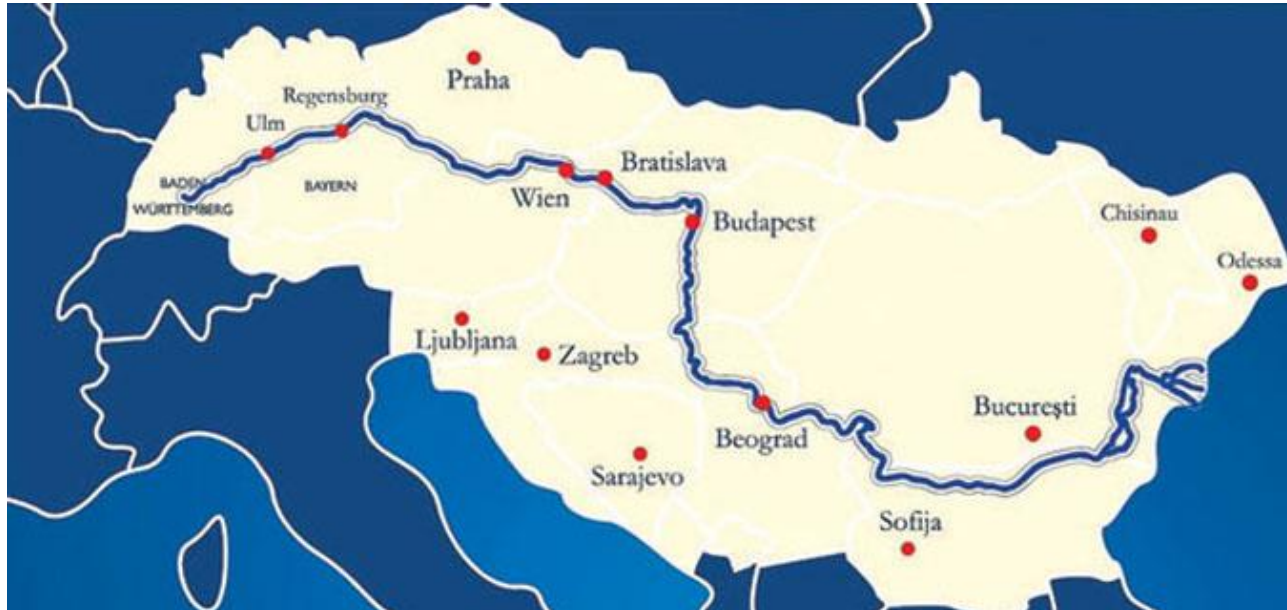 Praha
Regensburg
Ulm
BADEN
WÜRTTEMBERG
BAYERN
Wien
Bratislava
Budapest
Chisinau
Odessa
Ljubljana
Zagreb
Beograd
București
Sarajevo
Sofija